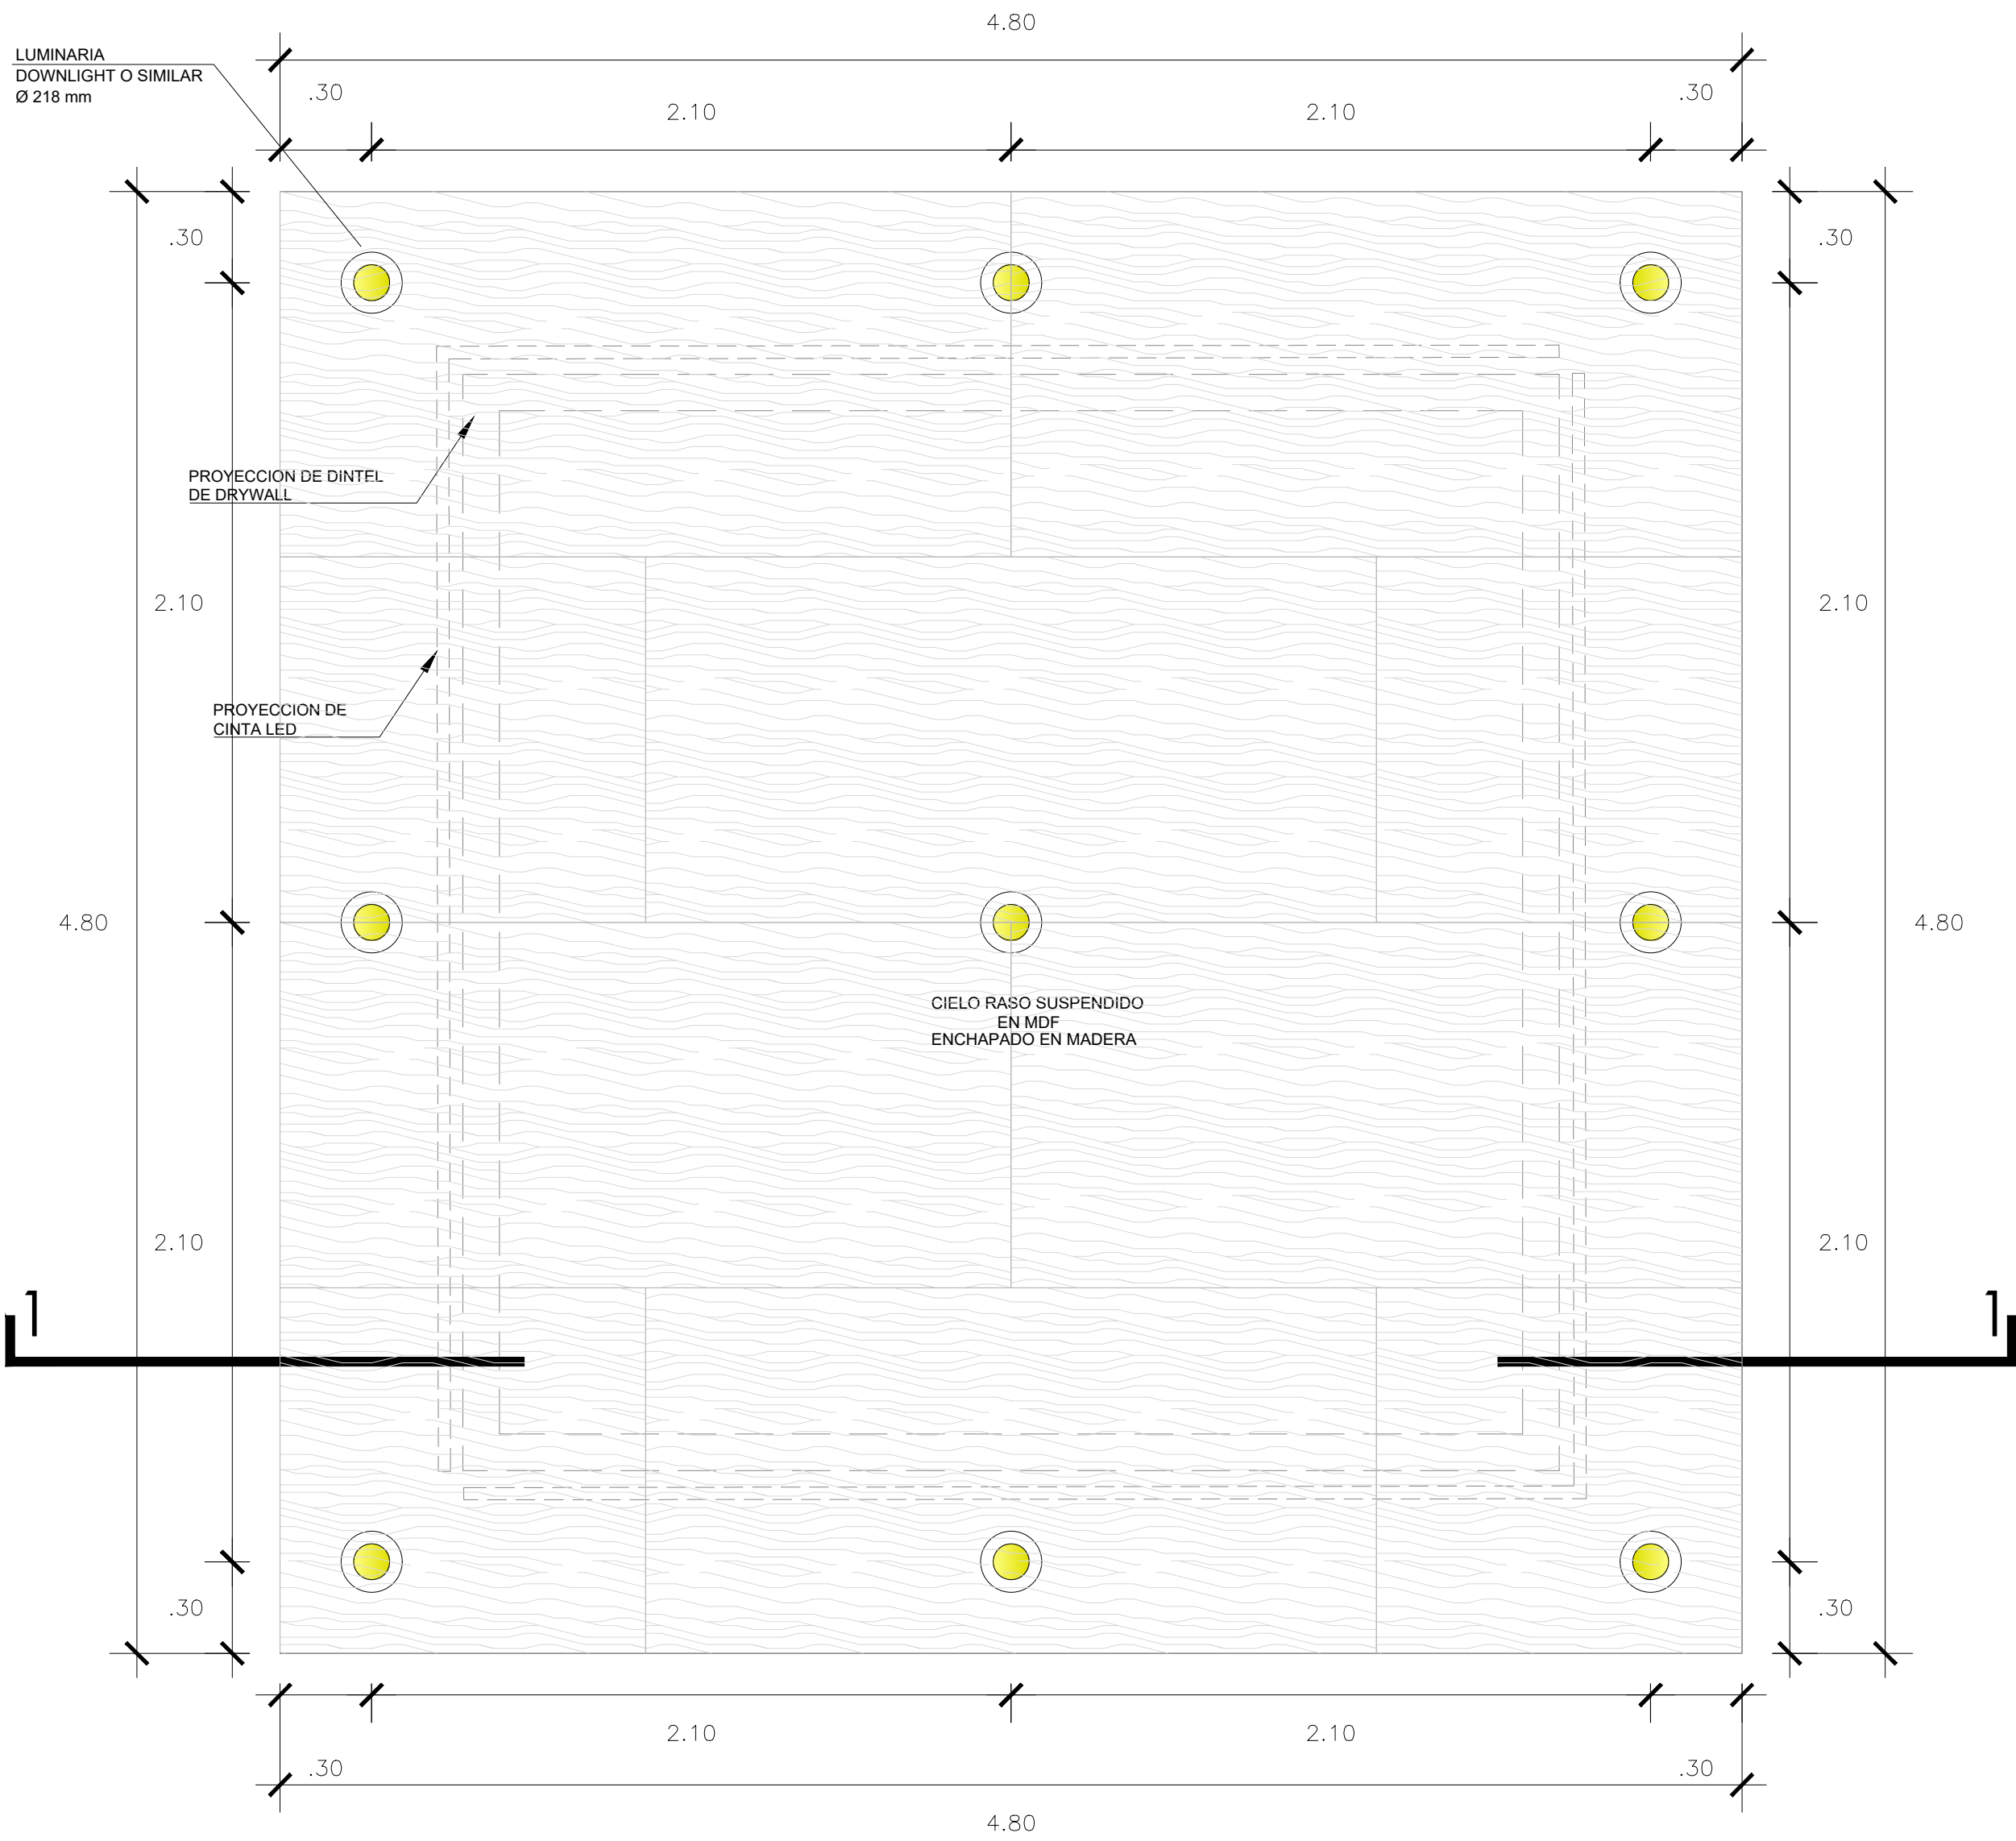 4.80
LUMINARIA
DOWNLIGHT O SIMILAR
Ø 218 mm
.30
2.10
2.10
.30
.30
.30
PROYECCION DE DINTEL
DE DRYWALL
2.10
2.10
PROYECCION DE
CINTA LED
4.80
4.80
CIELO RASO SUSPENDIDO
EN MDF
ENCHAPADO EN MADERA
2.10
2.10
1
1
.30
.30
2.10
2.10
.30
.30
4.80